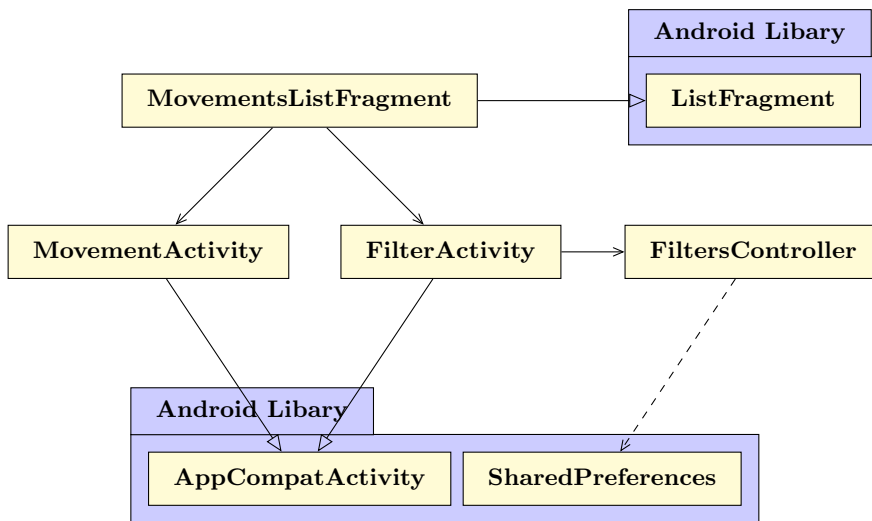 Android Libary
MovementsListFragment
ListFragment
MovementActivity
FilterActivity
FiltersController
Android Libary
AppCompatActivity
SharedPreferences